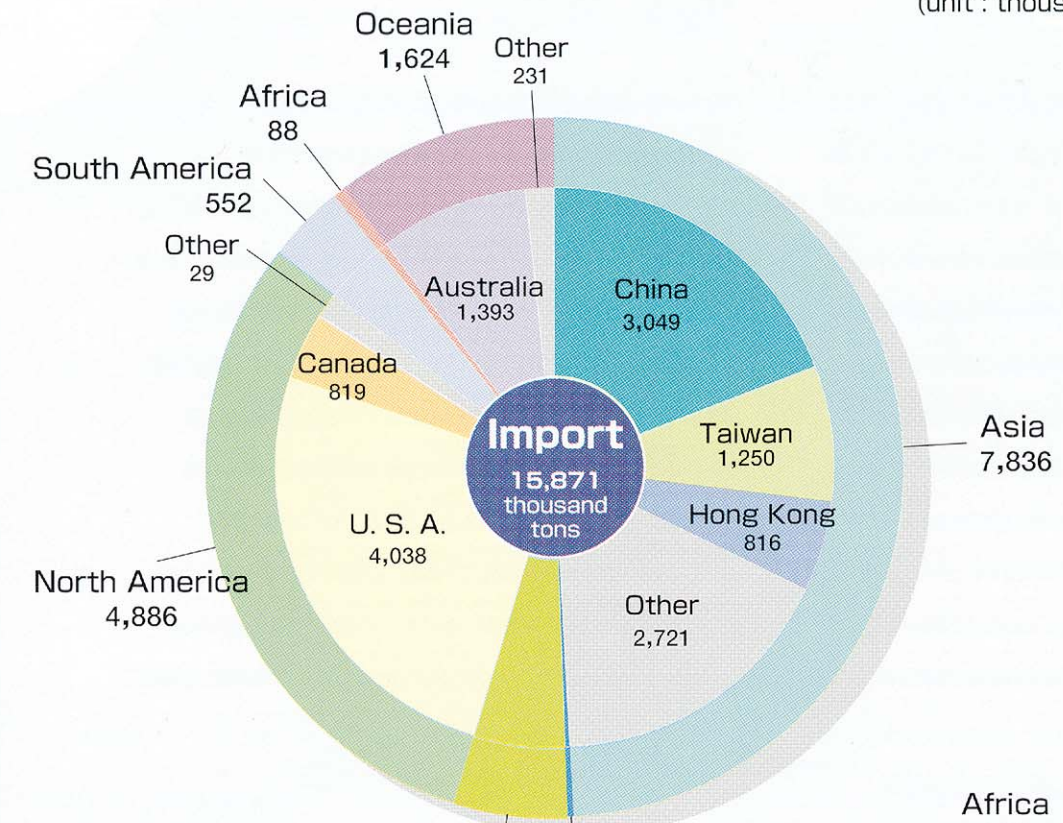 (unit : thous
Oceania
1,624
Other
231
Africa
88
South America
552
Other
29
Australia
1,393
China
3,049
Canada
819
Import
15,871
thousand
tons
Taiwan
1,250
Asia
7,836
Hong Kong
816
U. S. A.
4,038
North America
4,886
Other
2,721
Africa